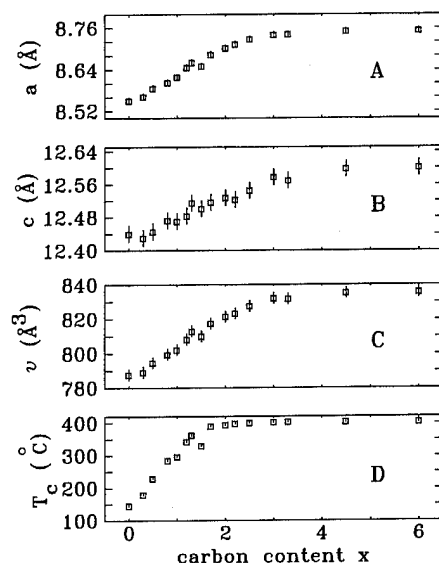 8.76
8.64
8.52
a (Å)
A
12.64
12.56
12.48
12.40
c (Å)
B
840
820
800
780
v (Å3)
C
400
300
200
100
Tc (°C)
D
0 2 4 6
carbon content x